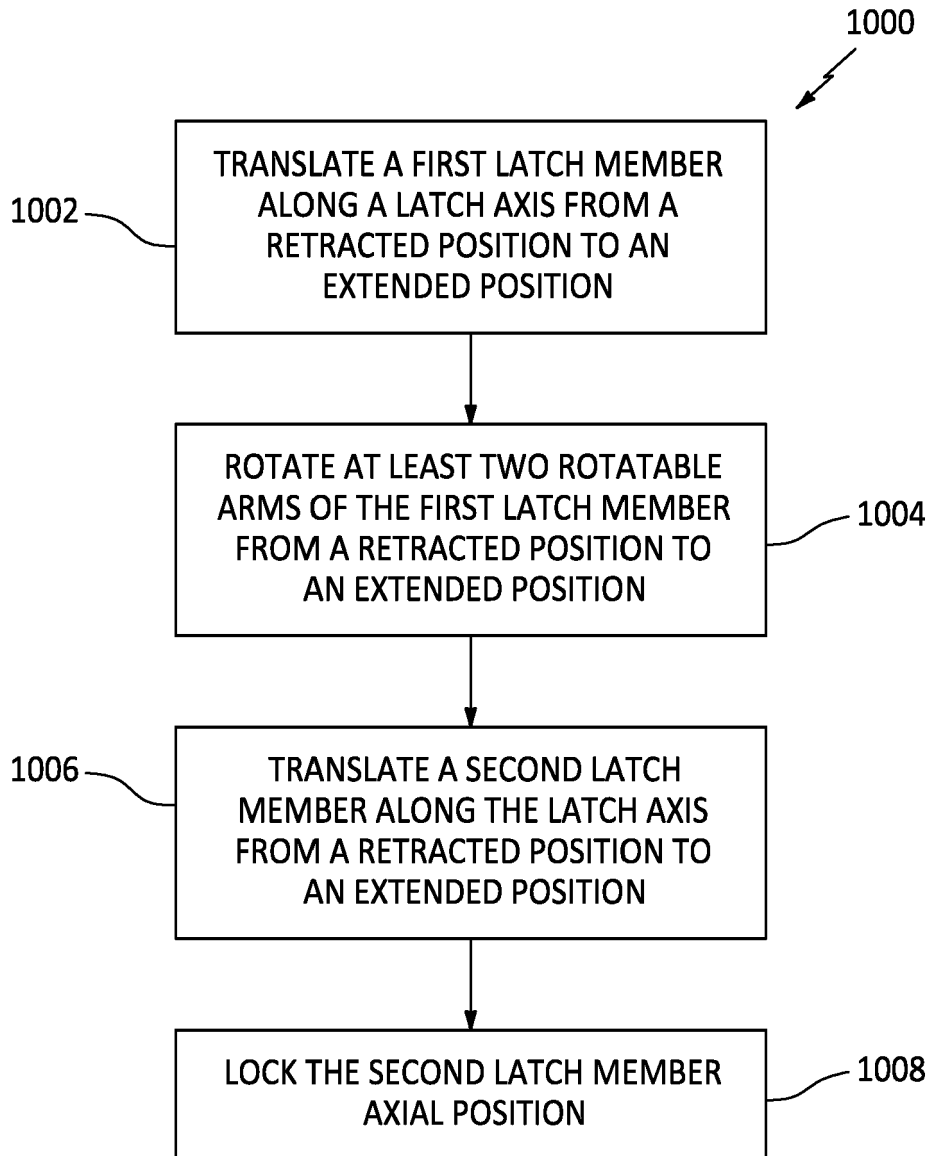 1000
TRANSLATE A FIRST LATCH MEMBER
ALONG A LATCH AXIS FROM A
RETRACTED POSITION TO AN
EXTENDED POSITION
1002
ROTATE AT LEAST TWO ROTATABLE
ARMS OF THE FIRST LATCH MEMBER
FROM A RETRACTED POSITION TO
AN EXTENDED POSITION
1004
TRANSLATE A SECOND LATCH
MEMBER ALONG THE LATCH AXIS
FROM A RETRACTED POSITION TO
AN EXTENDED POSITION
1006
LOCK THE SECOND LATCH MEMBER
AXIAL POSITION
1008